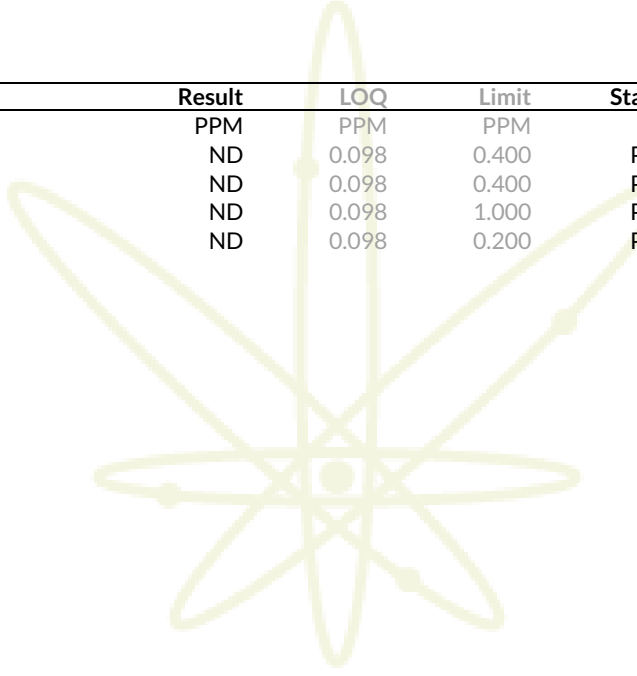 Result LOQ Limit Sta
PPM PPM PPM
ND 0.098 0.400 P
ND 0.098 0.400 P
ND 0.098 1.000 P
ND 0.098 0.200 P